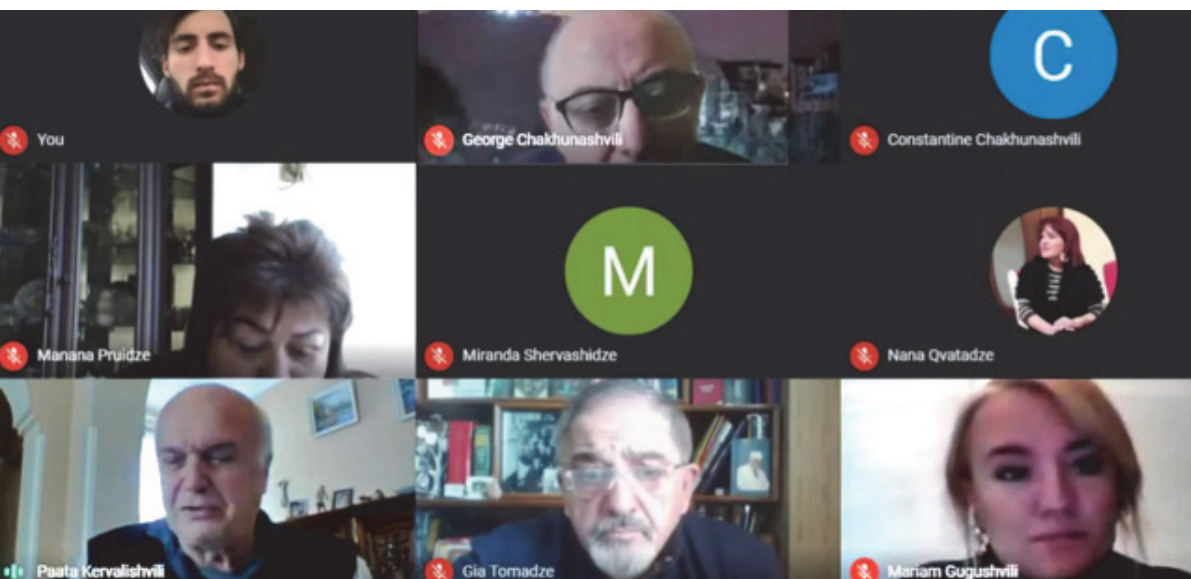 C
You
George Chakhunashvili
Constantine Chakhunashvili
M
Manana Pruidze
Miranda Shervashidze
Nana Qvatadze
Paata Kervalishvili
Gia Tomadze
Mariam Gugushvili